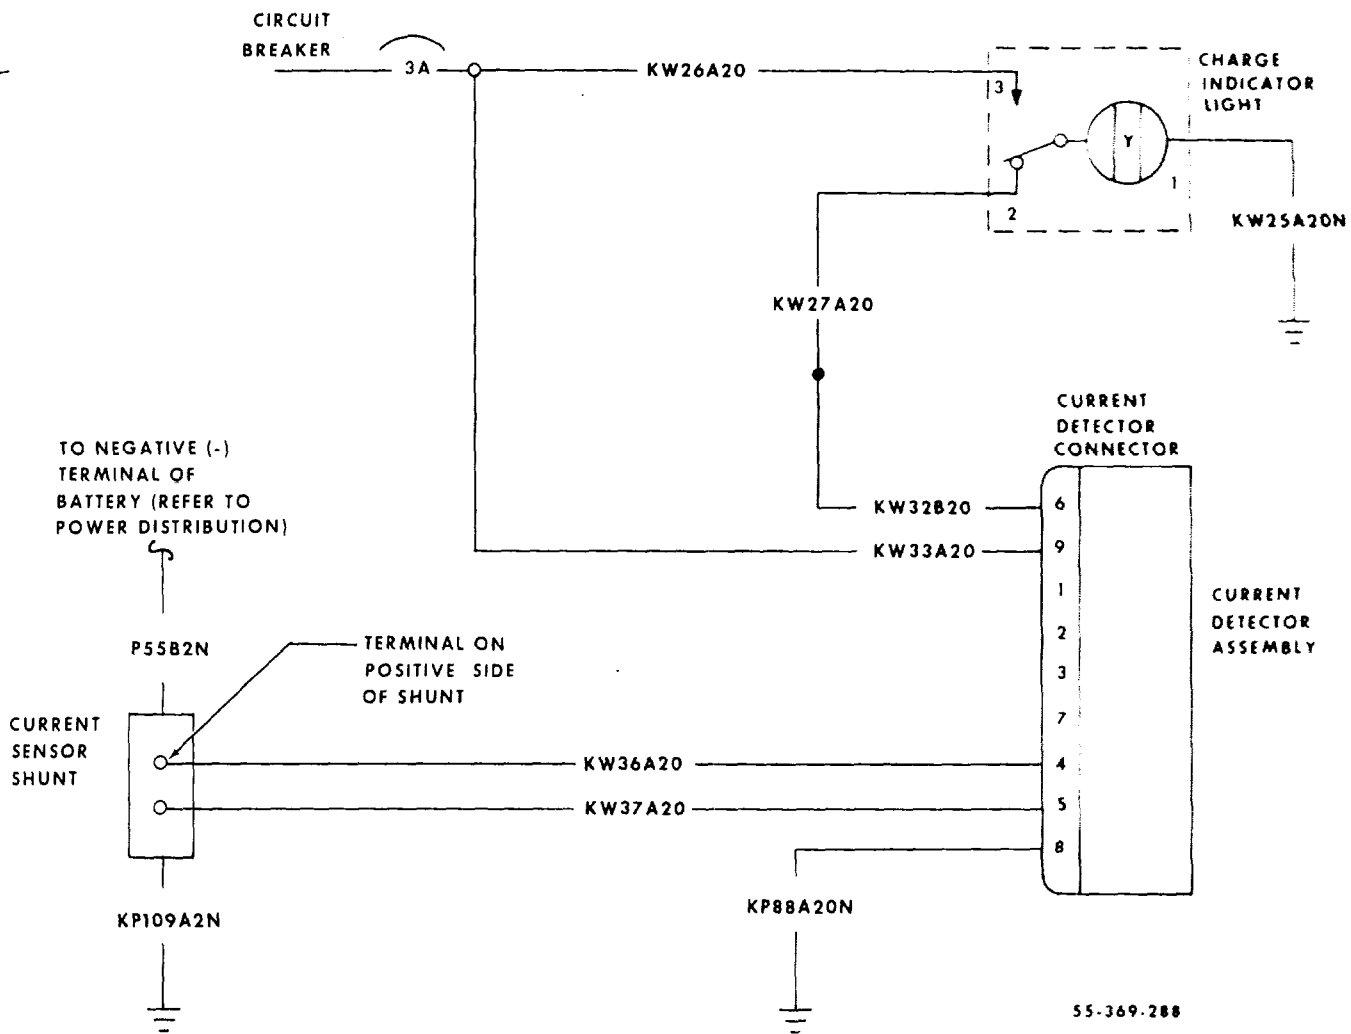 CIRCUIT
BREAKER
3A
KW26A20
3
CHARGE
INDICATOR
LIGHT
Y
1
2
KW25A20N
KW27A20
CURRENT
DETECTOR
CONNECTOR
TO NEGATIVE (-)
TERMINAL OF
BATTERY (REFER TO
POWER DISTRIBUTION)
KW32B20
6
KW33A20
9
1
2
3
7
4
5
8
CURRENT
DETECTOR
ASSEMBLY
P55B2N
TERMINAL ON
POSITIVE SIDE
OF SHUNT
CURRENT
SENSOR
SHUNT
KW36A20
KW37A20
KP88A20N
KP109A2N
55-369-288